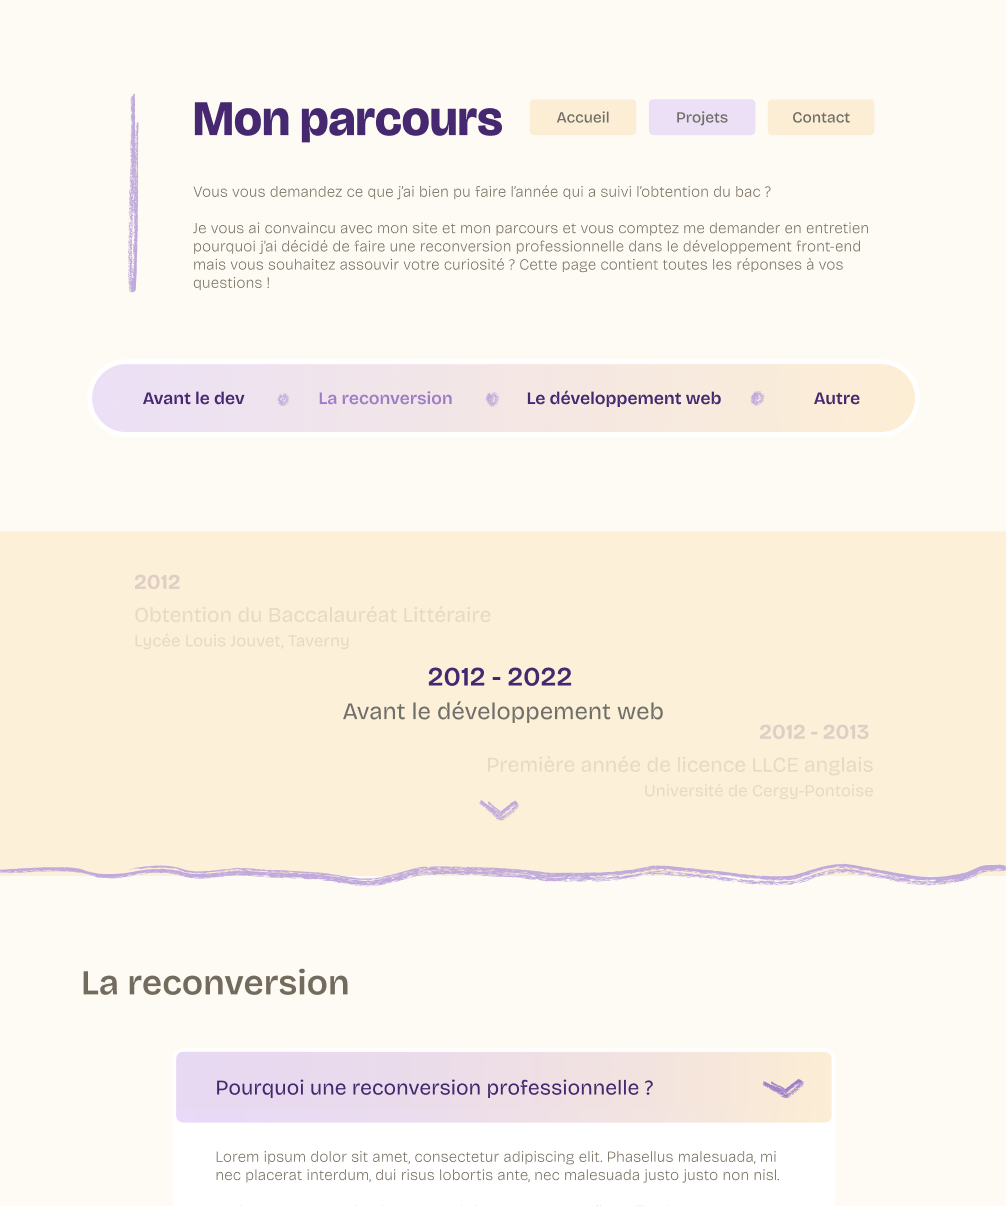 Mon parcours
Accueil
Projets
Contact
Vous vous demandez ce que j'ai bien pu faire l'année qui a suivi l'obtention du bac ?
Je vous ai convaincu avec mon site et mon parcours et vous comptez me demander en entretien
pourquoi j'ai décidé de faire une reconversion professionnelle dans le développement front-end
mais vous souhaitez assouvir votre curiosité ? Cette page contient toutes les réponses à vos
questions !
Avant le dev
La reconversion
Le développement web
Autre
2012
Obtention du Baccalauréat Littéraire
Lycée Louis Jouvet, Taverny
2012 - 2022
Avant le développement web
2012 - 2013
Première année de licence LLCE anglais
Université de Cergy-Pontoise
La reconversion
Pourquoi une reconversion professionnelle ?
Lorem ipsum dolor sit amet, consectetur adipiscing elit. Phasellus malesuada, mi
nec placerat interdum, dui risus lobortis ante, nec malesuada justo justo non nisl.